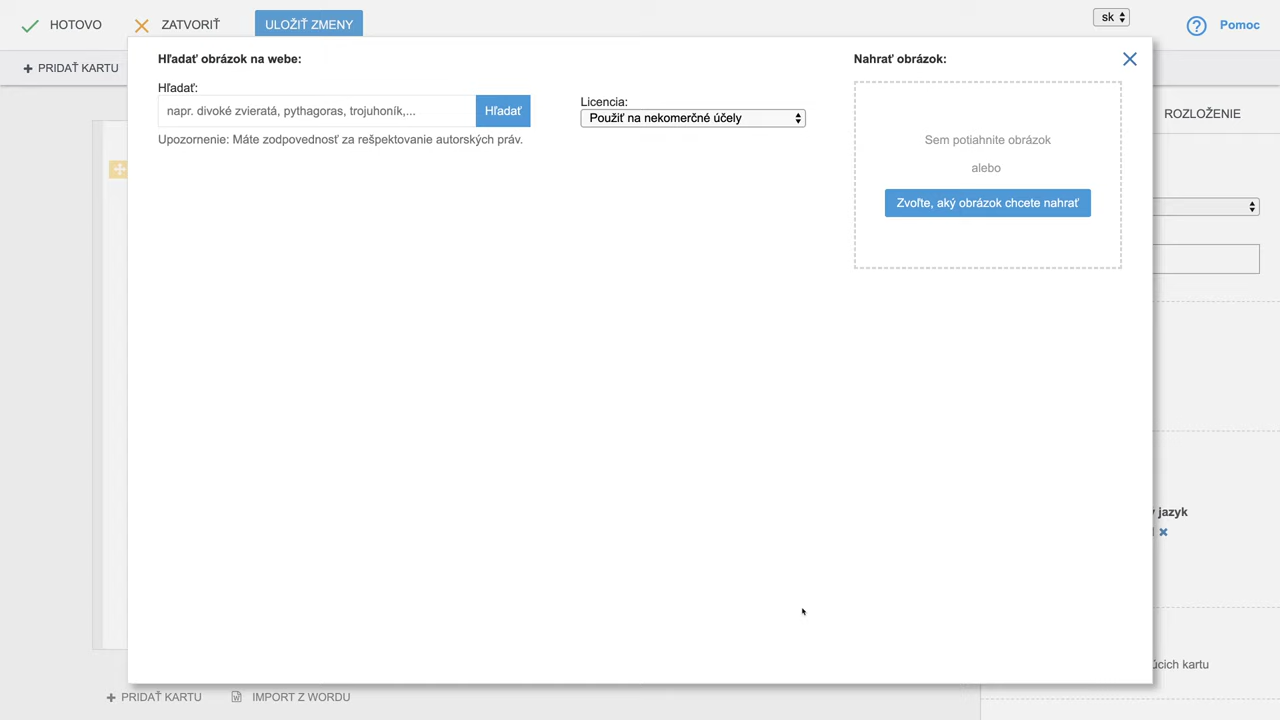 HOTOVO
ZATVORIŤ
ULOŽIŤ ZMENY
sk
Pomoc
PRIDAŤ KARTU
Hľadať obrázok na webe:
Nahrať obrázok:
Hľadať:
napr. divoké zvieratá, pythagoras, trojuhoník,...
Hľadať
Licencia:
Použiť na nekomerčné účely
Upozornenie: Máte zodpovednosť za rešpektovanie autorských práv.
Sem potiahnite obrázok
alebo
Zvoľte, aký obrázok chcete nahrať
ROZLOŽENIE
jazyk
kartu
PRIDAŤ KARTU
IMPORT Z WORDU